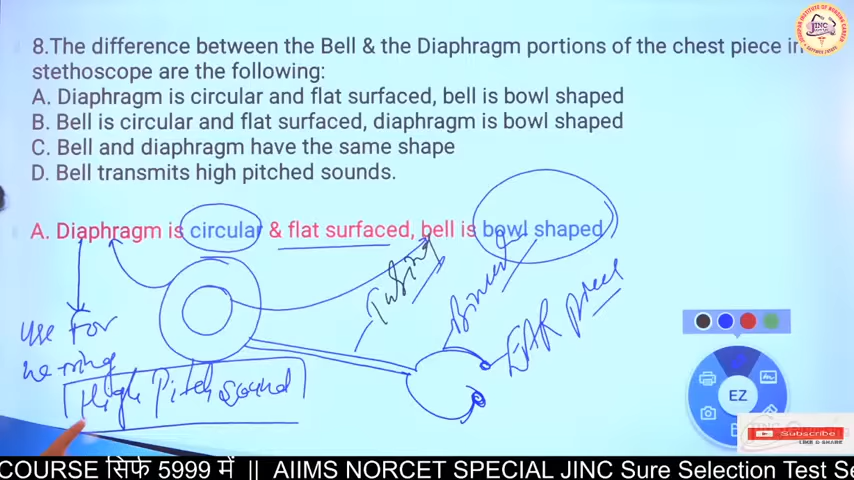 8.The difference between the Bell & the Diaphragm portions of the chest piece in
stethoscope are the following:
A. Diaphragm is circular and flat surfaced, bell is bowl shaped
B. Bell is circular and flat surfaced, diaphragm is bowl shaped
C. Bell and diaphragm have the same shape
D. Bell transmits high pitched sounds.
A. Diaphragm is circular & flat surfaced, bell is bowl shaped
Tubing
EAR piece
use For
High Pitch sound
JINC
EZ
Subscribe
LIKE & SHARE
COURSE सिर्फ 5999 में || AIIMS NORCET SPECIAL JINC Sure Selection Test Se